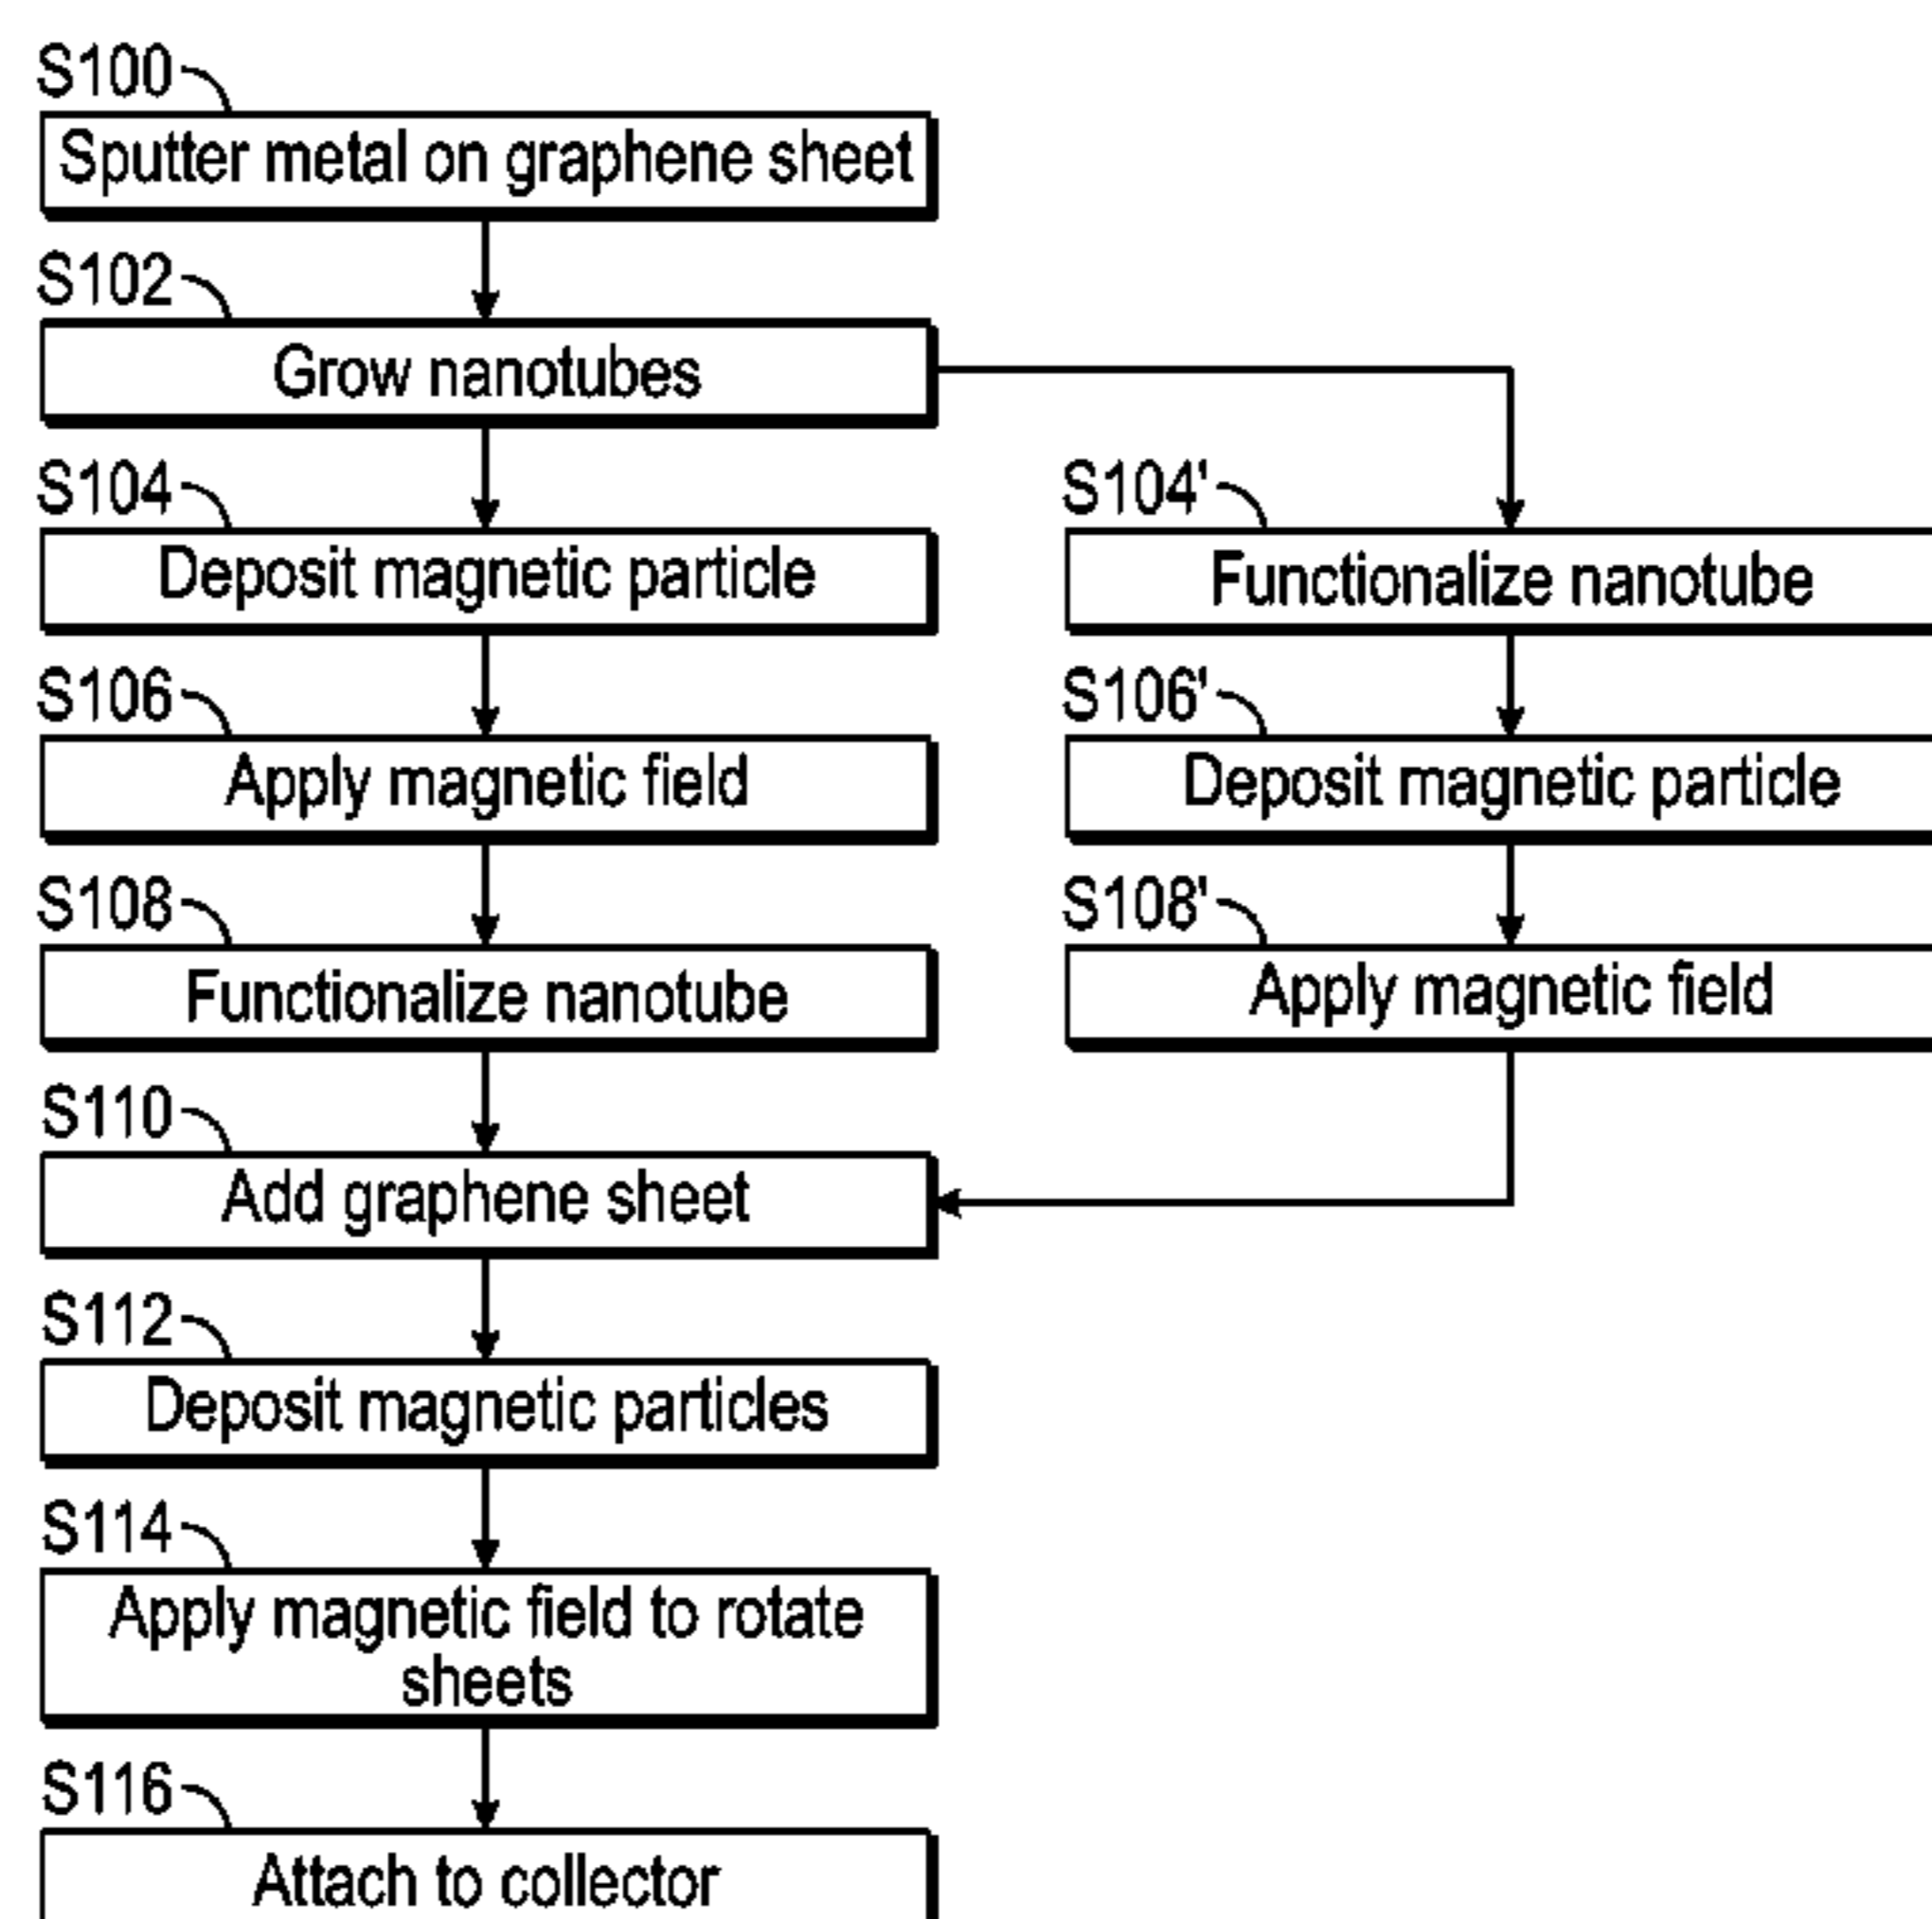 S100
Sputter metal on graphene sheet
S102
Grow nanotubes
S104
Deposit magnetic particle
S106
Apply magnetic field
S108
Functionalize nanotube
S104'
Functionalize nanotube
S106'
Deposit magnetic particle
S108'
Apply magnetic field
S110
Add graphene sheet
S112
Deposit magnetic particles
S114
Apply magnetic field to rotate
sheets
S116
Attach to collector